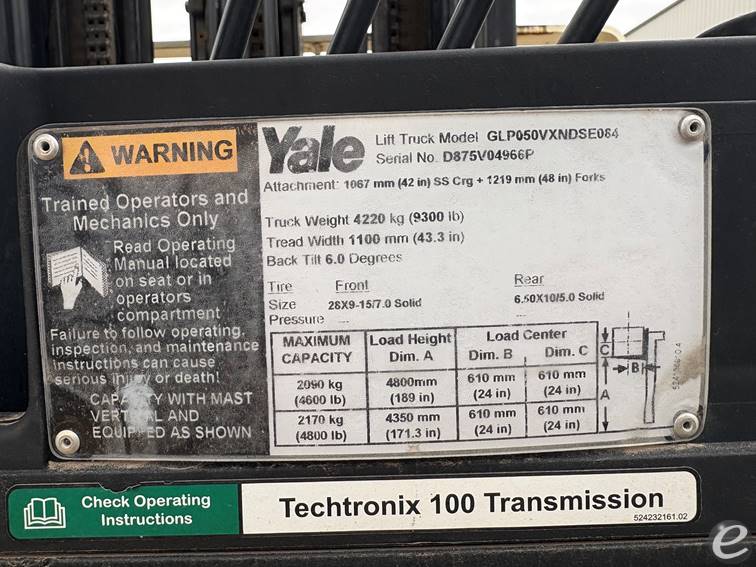 WARNING
Trained Operators and
Mechanics Only
Read Operating
Manual located
on seat or in
operators
compartment
Failure to follow operating,
inspection, and maintenance
instructions can cause
serious injury or death!
CAPACITY WITH MAST
VERTICAL AND
EQUIPPED AS SHOWN
Yale
Lift Truck Model GLP050VXNDSE084
Serial No. D875V04966P
Attachment: 1067 mm (42 in) SS Crg + 1219 mm (48 in) Forks
Truck Weight 4220 kg (9300 lb)
Tread Width 1100 mm (43.3 in)
Back Tilt 6.0 Degrees
Tire Front Rear
Size 28X9-15/7.0 Solid 6.50X10/5.0 Solid
Pressure
MAXIMUM CAPACITY Load Height Dim. A Load Center Dim. B Dim. C
2090 kg (4600 lb) 4800mm (189 in) 610 mm (24 in) 610 mm (24 in)
2170 kg (4800 lb) 4350 mm (171.3 in) 610 mm (24 in) 610 mm (24 in)
C
B
A
Check Operating
Instructions
Techtronix 100 Transmission
524232161.02
e